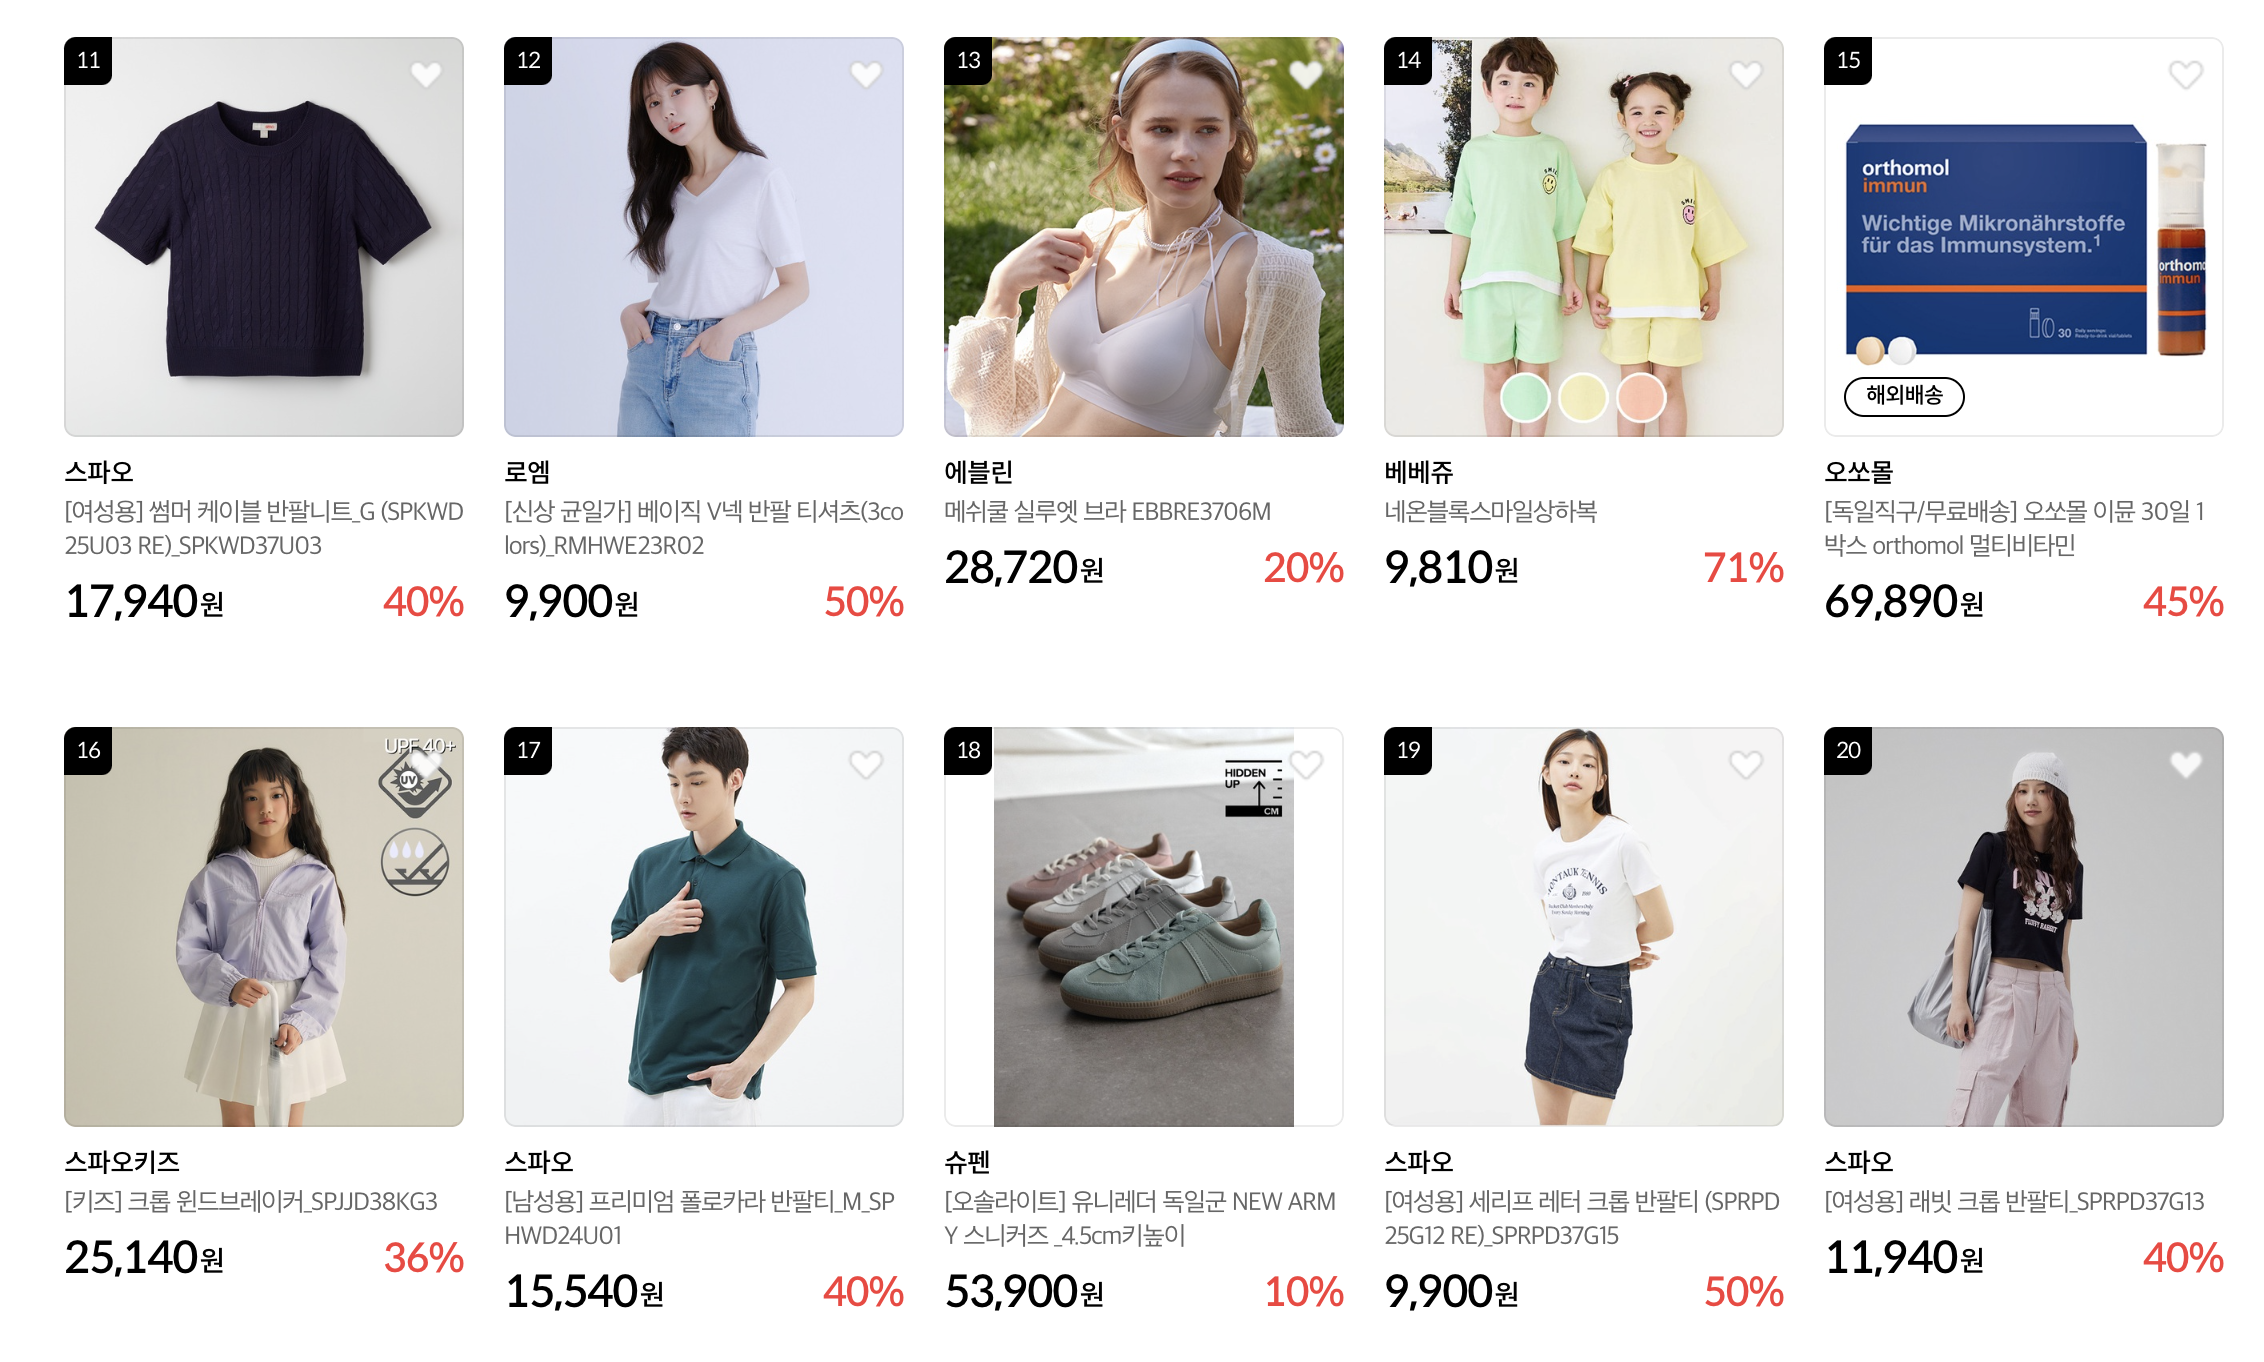 11
12
13
14
15
orthomol
immun
Wichtige Mikronährstoffe
für das Immunsystem.¹
orthomo
immun
30
해외배송
스파오
[여성용] 썸머 케이블 반팔니트_G (SPKWD
25U03 RE)_SPKWD37U03
17,940원 40%
로엠
[신상 균일가] 베이직 V넥 반팔 티셔츠(3co
lors)_RMHWE23R02
9,900원 50%
에블린
메쉬쿨 실루엣 브라 EBBRE3706M
28,720원 20%
베베쥬
네온블록스마일상하복
9,810원 71%
오쏘몰
[독일직구/무료배송] 오쏘몰 이뮨 30일 1
박스 orthomol 멀티비타민
69,890원 45%
16
UPF 40+
UV
17
18
HIDDEN
UP
CM
19
MONTAUK TENNIS
20
FUNNY RABBIT
스파오키즈
[키즈] 크롭 윈드브레이커_SPJJD38KG3
25,140원 36%
스파오
[남성용] 프리미엄 폴로카라 반팔티_M_SP
HWD24U01
15,540원 40%
슈펜
[오솔라이트] 유니레더 독일군 NEW ARM
Y 스니커즈 _4.5cm키높이
53,900원 10%
스파오
[여성용] 세리프 레터 크롭 반팔티 (SPRPD
25G12 RE)_SPRPD37G15
9,900원 50%
스파오
[여성용] 래빗 크롭 반팔티_SPRPD37G13
11,940원 40%